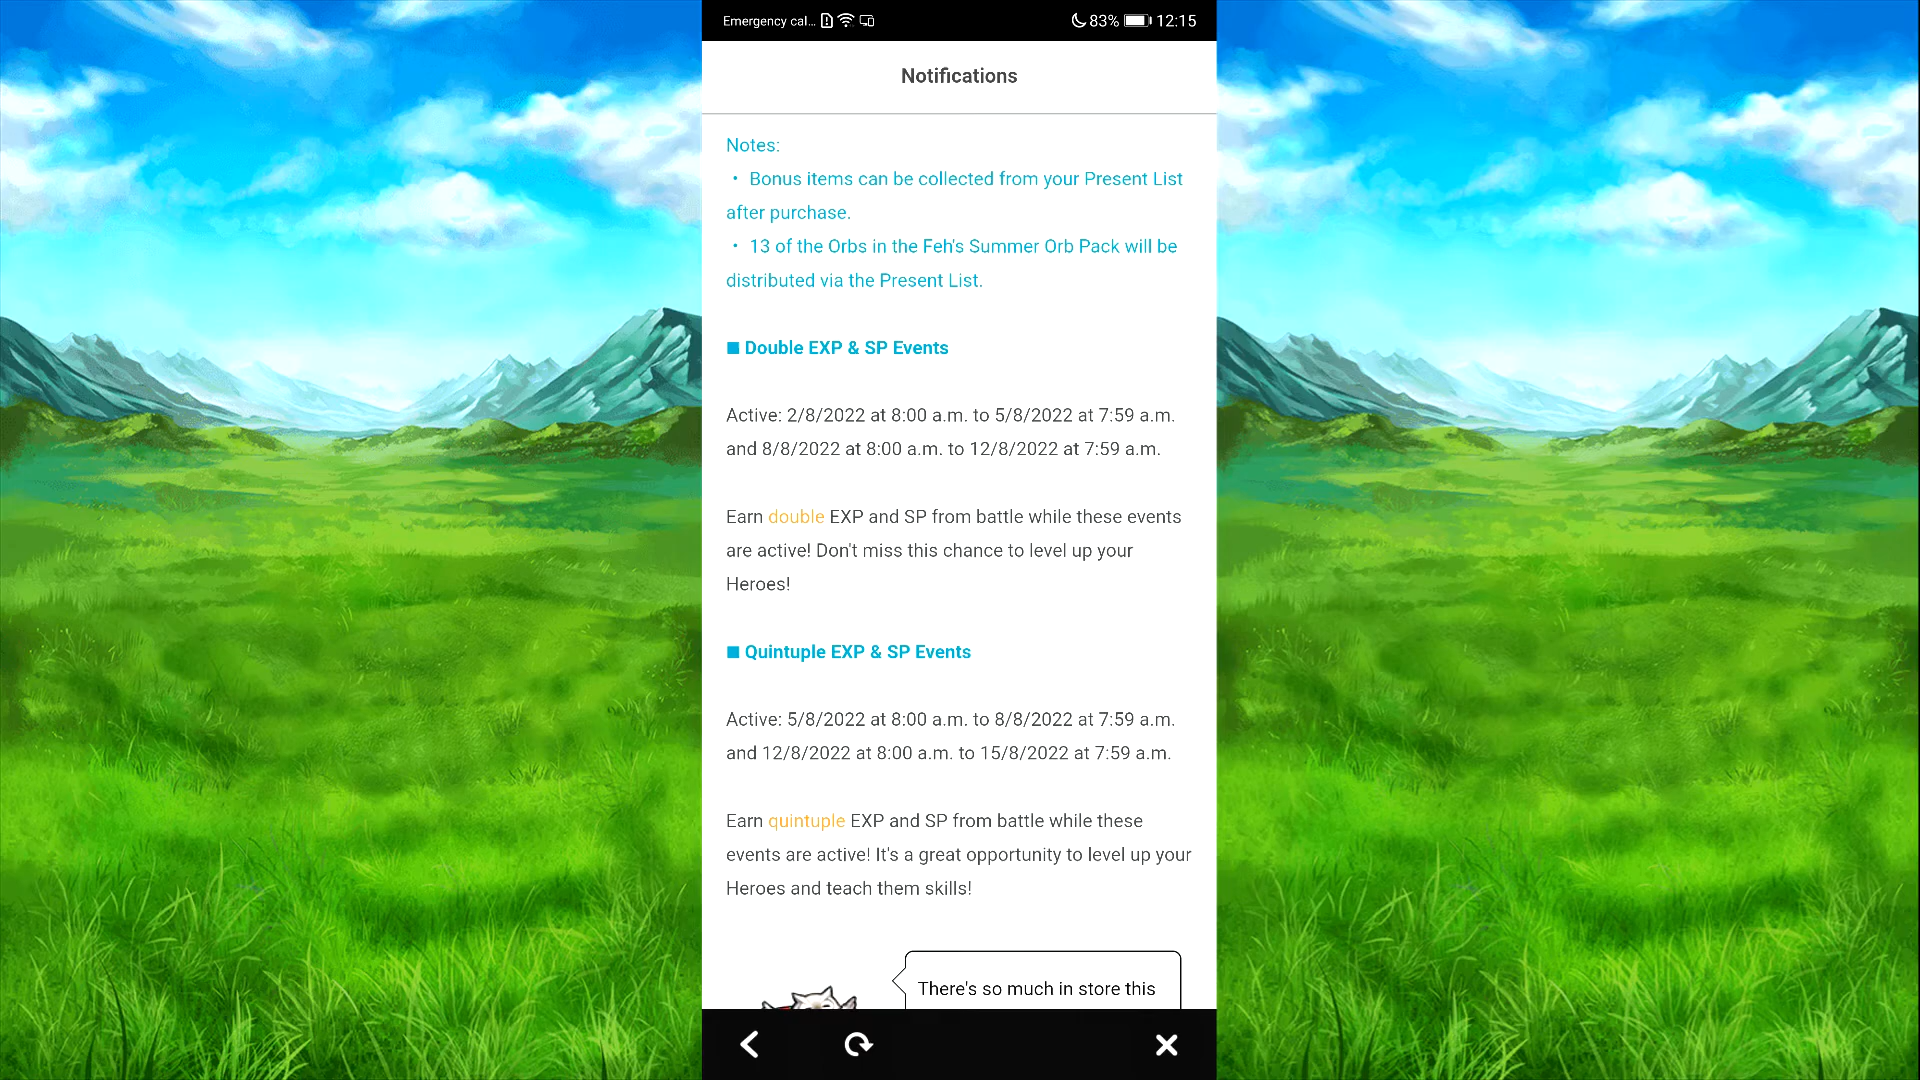 Emergency cal...
83% 12:15
Notifications
Notes:
・ Bonus items can be collected from your Present List
after purchase.
・ 13 of the Orbs in the Feh's Summer Orb Pack will be
distributed via the Present List.
■ Double EXP & SP Events
Active: 2/8/2022 at 8:00 a.m. to 5/8/2022 at 7:59 a.m.
and 8/8/2022 at 8:00 a.m. to 12/8/2022 at 7:59 a.m.
Earn double EXP and SP from battle while these events
are active! Don't miss this chance to level up your
Heroes!
■ Quintuple EXP & SP Events
Active: 5/8/2022 at 8:00 a.m. to 8/8/2022 at 7:59 a.m.
and 12/8/2022 at 8:00 a.m. to 15/8/2022 at 7:59 a.m.
Earn quintuple EXP and SP from battle while these
events are active! It's a great opportunity to level up your
Heroes and teach them skills!
There's so much in store this